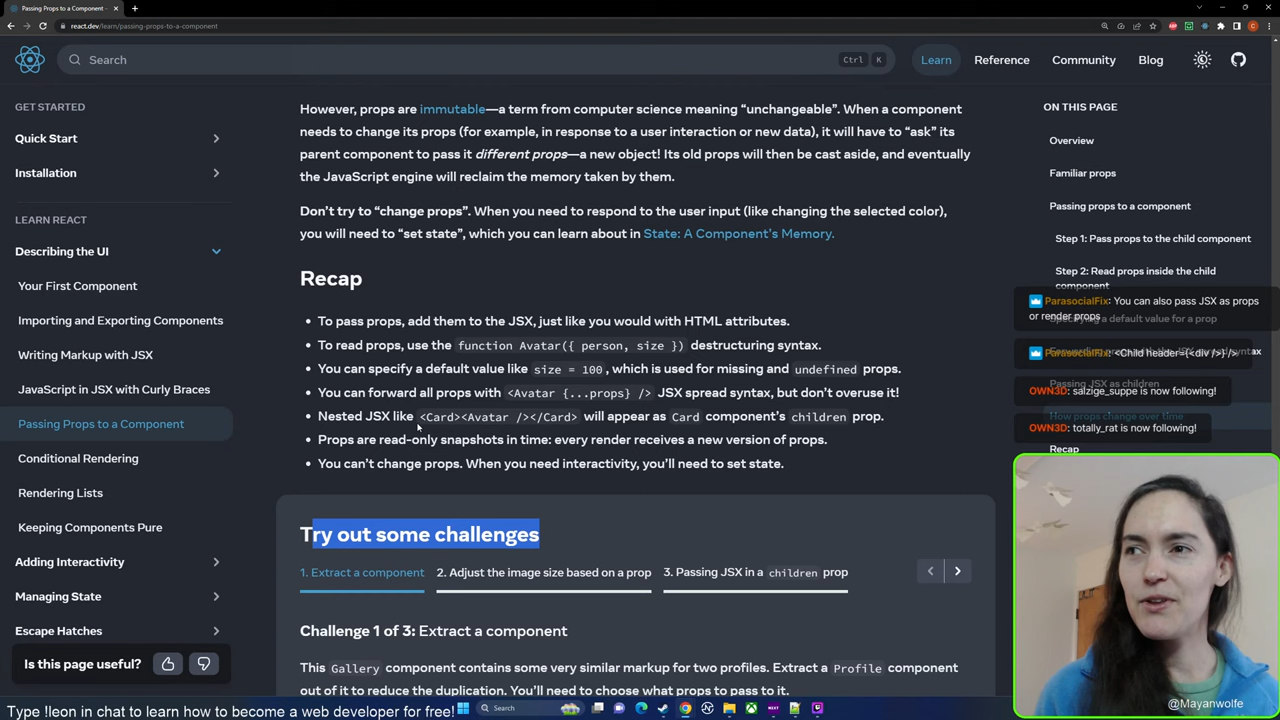 Passing Props to a Component –
react.dev/learn/passing-props-to-a-component
Search
Ctrl K
Learn
Reference
Community
Blog
GET STARTED
Quick Start
Installation
LEARN REACT
Describing the UI
Your First Component
Importing and Exporting Components
Writing Markup with JSX
JavaScript in JSX with Curly Braces
Passing Props to a Component
Conditional Rendering
Rendering Lists
Keeping Components Pure
Adding Interactivity
Managing State
Escape Hatches
Is this page useful?
However, props are immutable—a term from computer science meaning “unchangeable”. When a component
needs to change its props (for example, in response to a user interaction or new data), it will have to “ask” its
parent component to pass it different props—a new object! Its old props will then be cast aside, and eventually
the JavaScript engine will reclaim the memory taken by them.
Don’t try to “change props”. When you need to respond to the user input (like changing the selected color),
you will need to “set state”, which you can learn about in State: A Component’s Memory.
Recap
To pass props, add them to the JSX, just like you would with HTML attributes.
To read props, use the function Avatar({ person, size }) destructuring syntax.
You can specify a default value like size = 100, which is used for missing and undefined props.
You can forward all props with <Avatar {...props} /> JSX spread syntax, but don’t overuse it!
Nested JSX like <Card><Avatar /></Card> will appear as Card component’s children prop.
Props are read-only snapshots in time: every render receives a new version of props.
You can’t change props. When you need interactivity, you’ll need to set state.
Try out some challenges
1. Extract a component
2. Adjust the image size based on a prop
3. Passing JSX in a children prop
Challenge 1 of 3: Extract a component
This Gallery component contains some very similar markup for two profiles. Extract a Profile component
out of it to reduce the duplication. You’ll need to choose what props to pass to it.
ON THIS PAGE
Overview
Familiar props
Passing props to a component
Step 1: Pass props to the child component
Step 2: Read props inside the child
component
ParasocialFix: You can also pass JSX as props
or render props
Specifying a default value for a prop
ParasocialFix: <Child header={<div />} />
Passing JSX as children
OWN3D: salzige_suppe is now following!
How props change over time
OWN3D: totally_rat is now following!
Recap
@Mayanwolfe
Type !leon in chat to learn how to become a web developer for free!
Search